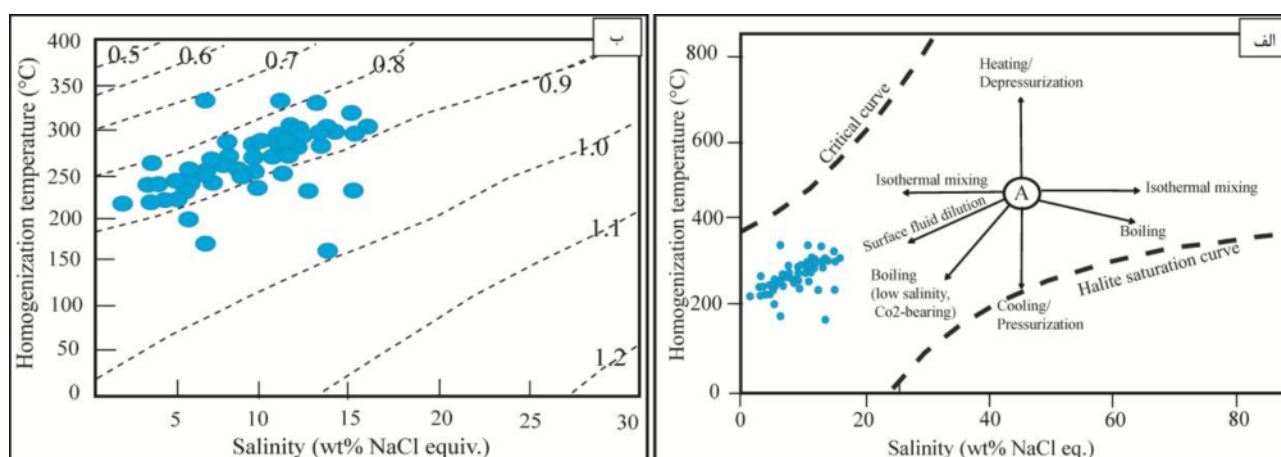 ب
Homogenization temperature (°C)
400
350
300
250
200
150
100
50
0
0.5
0.6
0.7
0.8
0.9
1.0
1.1
1.2
5
10
15
20
25
30
Salinity (wt% NaCl equiv.)
الف
Homogenization temperature (°C)
800
600
400
200
0
Critical curve
Heating/
Depressurization
Isothermal mixing
A
Isothermal mixing
Surface fluid dilution
Boiling
Boiling
(low salinity,
Co2-bearing)
Cooling/
Pressurization
Halite saturation curve
0
20
40
60
80
Salinity (wt% NaCl eq.)